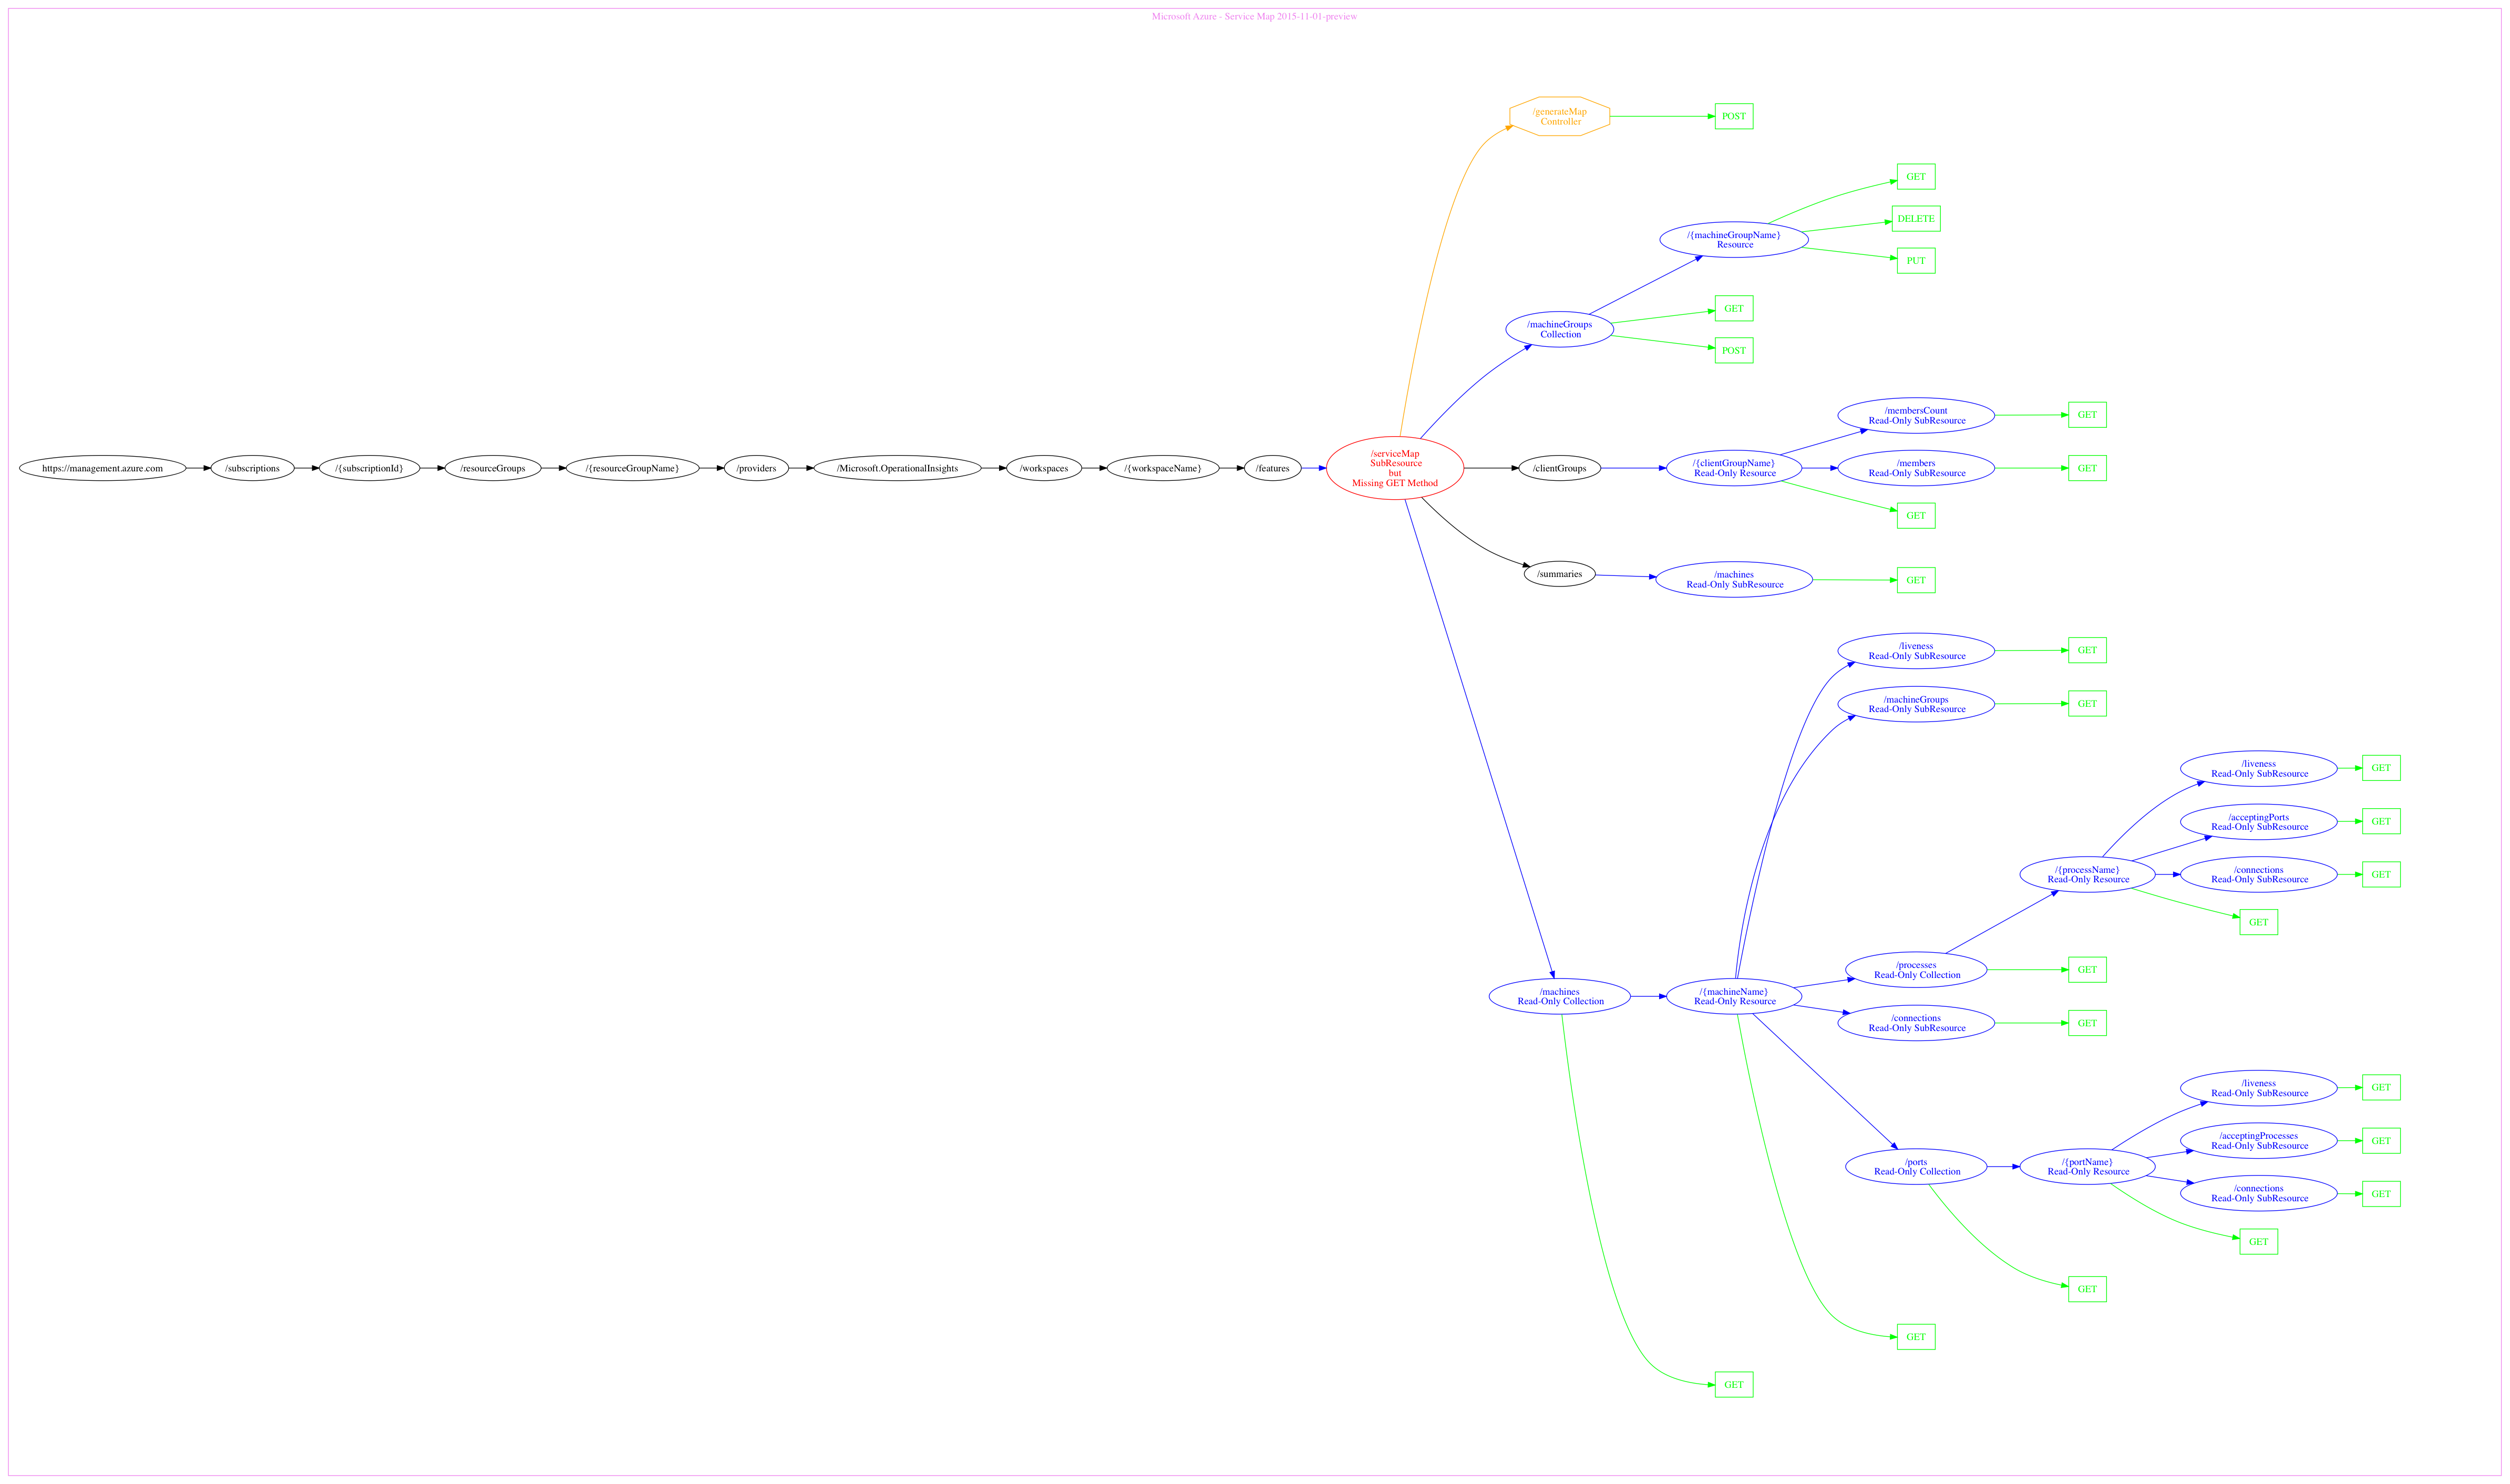 Microsoft Azure - Service Map 2015-11-01-preview
/generateMap
Controller
POST
GET
DELETE
/{machineGroupName}
Resource
PUT
GET
/machineGroups
Collection
POST
/membersCount
Read-Only SubResource
GET
https://management.azure.com
/subscriptions
/{subscriptionId}
/resourceGroups
/{resourceGroupName}
/providers
/Microsoft.OperationalInsights
/workspaces
/{workspaceName}
/features
/serviceMap
SubResource
but
Missing GET Method
/clientGroups
/{clientGroupName}
Read-Only Resource
/members
Read-Only SubResource
GET
GET
/summaries
/machines
Read-Only SubResource
GET
/liveness
Read-Only SubResource
GET
/machineGroups
Read-Only SubResource
GET
/liveness
Read-Only SubResource
GET
/acceptingPorts
Read-Only SubResource
GET
/{processName}
Read-Only Resource
/connections
Read-Only SubResource
GET
GET
/processes
Read-Only Collection
GET
/machines
Read-Only Collection
/{machineName}
Read-Only Resource
/connections
Read-Only SubResource
GET
/liveness
Read-Only SubResource
GET
/acceptingProcesses
Read-Only SubResource
GET
/ports
Read-Only Collection
/{portName}
Read-Only Resource
/connections
Read-Only SubResource
GET
GET
GET
GET
GET